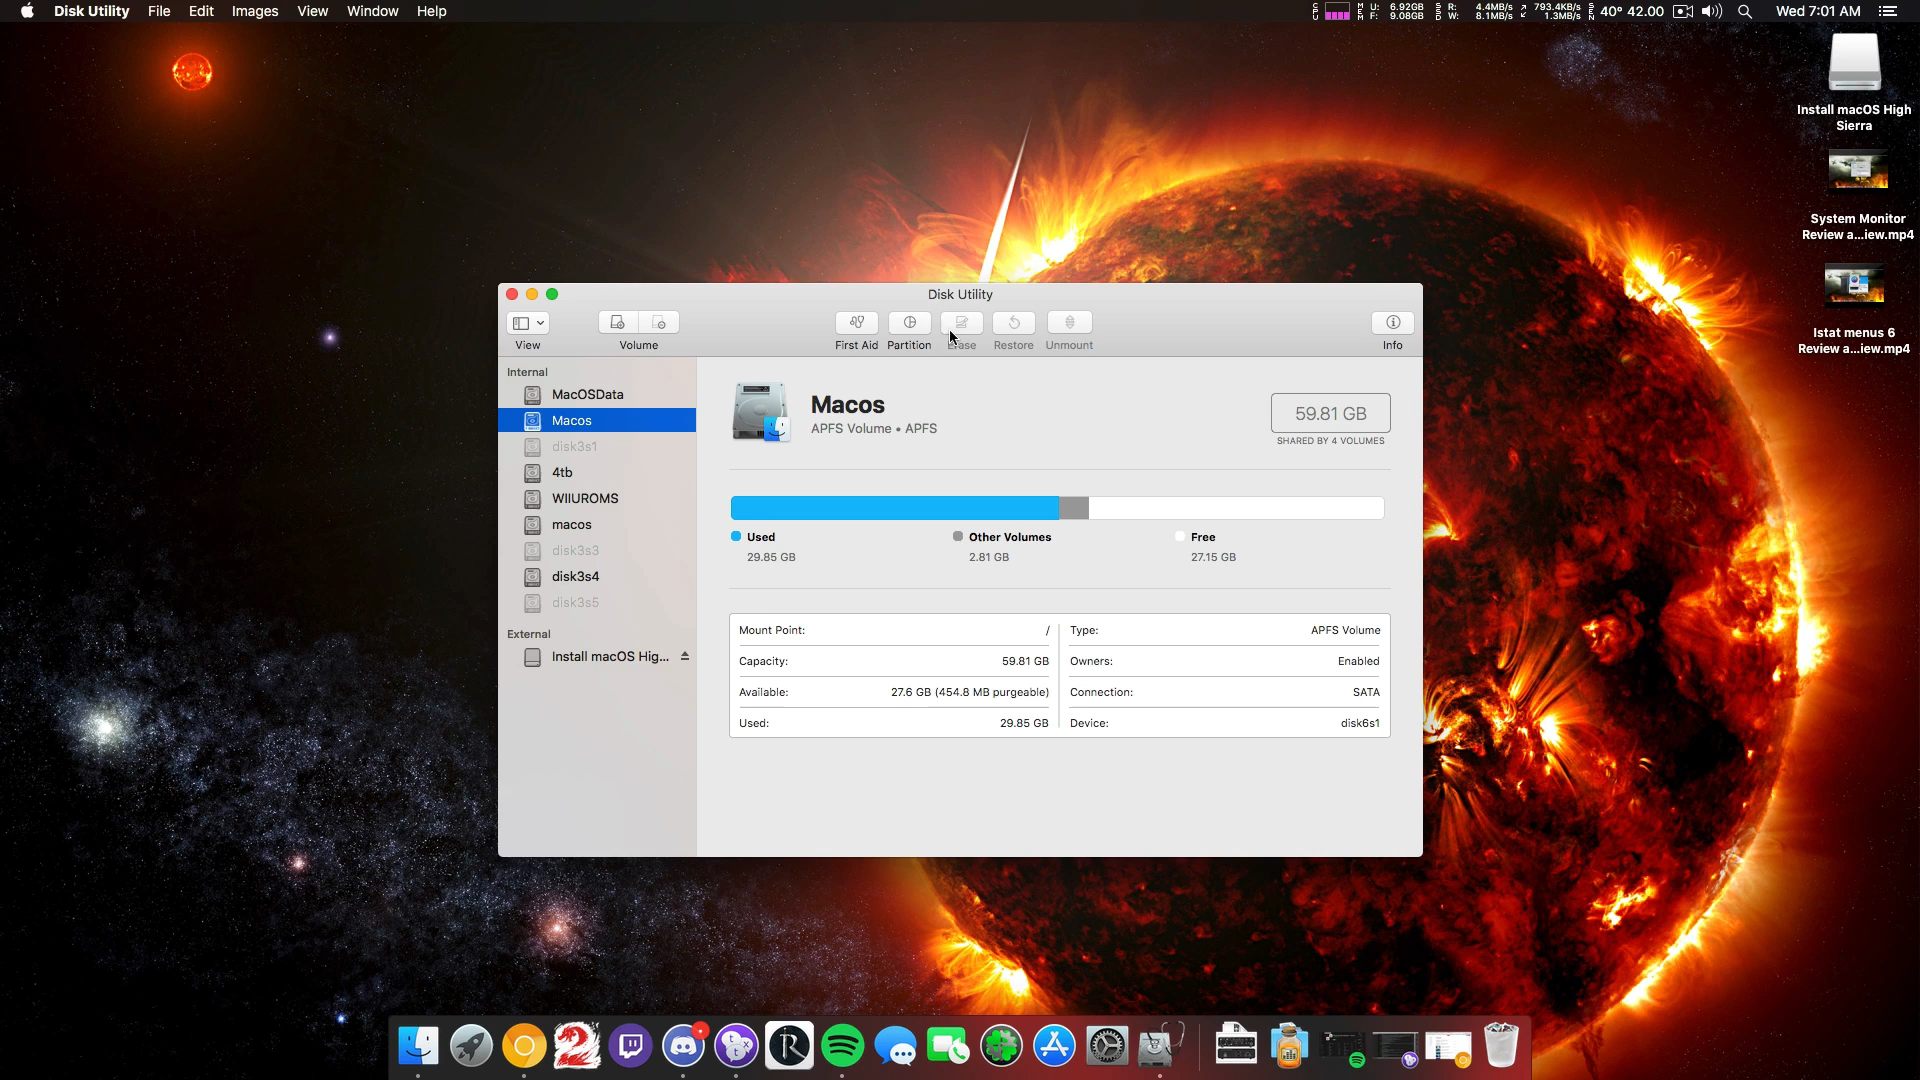 Disk Utility File Edit Images View Window Help
U: 6.92GB R: 4.4MB/s 793.4KB/s 40° 42.00 Wed 7:01 AM
F: 9.08GB W: 8.1MB/s 1.3MB/s
Install macOS High
Sierra
System Monitor
Review a...iew.mp4
Istat menus 6
Review a...iew.mp4
Disk Utility
View Volume First Aid Partition Erase Restore Unmount Info
Internal
MacOSData
Macos
disk3s1
4tb
WIIUROMS
macos
disk3s3
disk3s4
disk3s5
External
Install macOS Hig...
Macos
APFS Volume • APFS
59.81 GB
SHARED BY 4 VOLUMES
Used Other Volumes Free
29.85 GB 2.81 GB 27.15 GB
Mount Point: / Type: APFS Volume
Capacity: 59.81 GB Owners: Enabled
Available: 27.6 GB (454.8 MB purgeable) Connection: SATA
Used: 29.85 GB Device: disk6s1